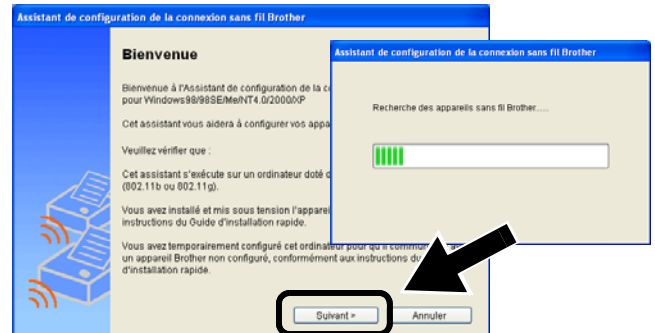 Assistant de configuration de la connexion sans fil Brother
Bienvenue
Bienvenue à l'Assistant de configuration de la
pour Windows98/98SE/Me/NT4.0/2000/XP
Cet assistant vous aidera à configurer vos
Veuillez vérifier que :
Cet assistant s'exécute sur un ordinateur doté
(802.11b ou 802.11g).
Vous avez installé et mis sous tension
instructions du Guide d'installation rapide.
Vous avez temporairement configuré cet ordinateur pour qu'il
un appareil Brother non configuré, conformément aux instructions du
d'installation rapide.
Suivant >
Annuler
Assistant de configuration de la connexion sans fil Brother
Recherche des appareils sans fil Brother.....